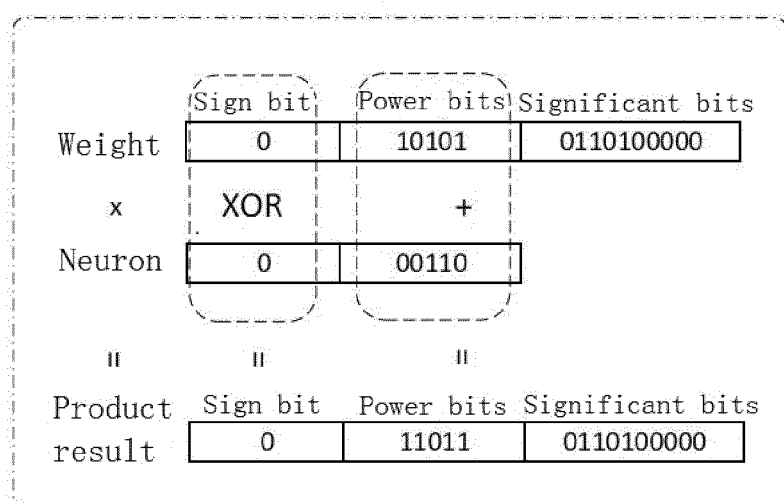 Sign bit Power bits Significant bits
Weight 0 10101 0110100000
x XOR +
Neuron 0 00110
= = =
Product Sign bit Power bits Significant bits
result 0 11011 0110100000